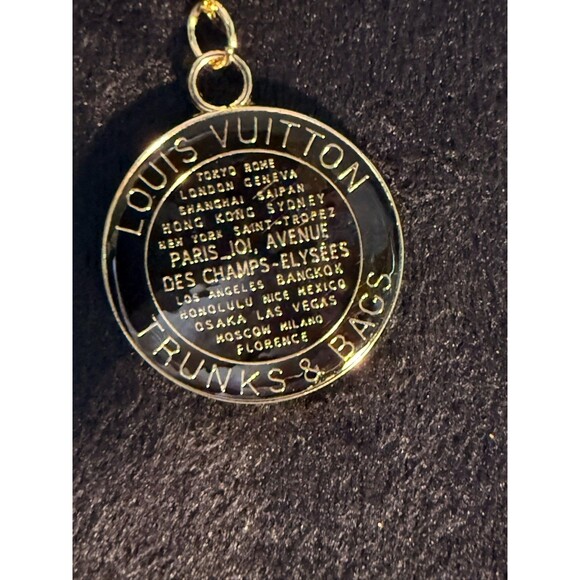 LOUIS VUITTON
TOKYO ROME
LONDON GENEVA
SHANGHAI SAIPAN
HONG KONG SYDNEY
NEW YORK SAINT-TROPEZ
PARIS_101, AVENUE
DES CHAMPS-ELYSÉES
LOS ANGELES BANGKOK
HONOLULU NICE MEXICO
OSAKA LAS VEGAS
MOSCOW MILANO
FLORENCE
TRUNKS & BAGS